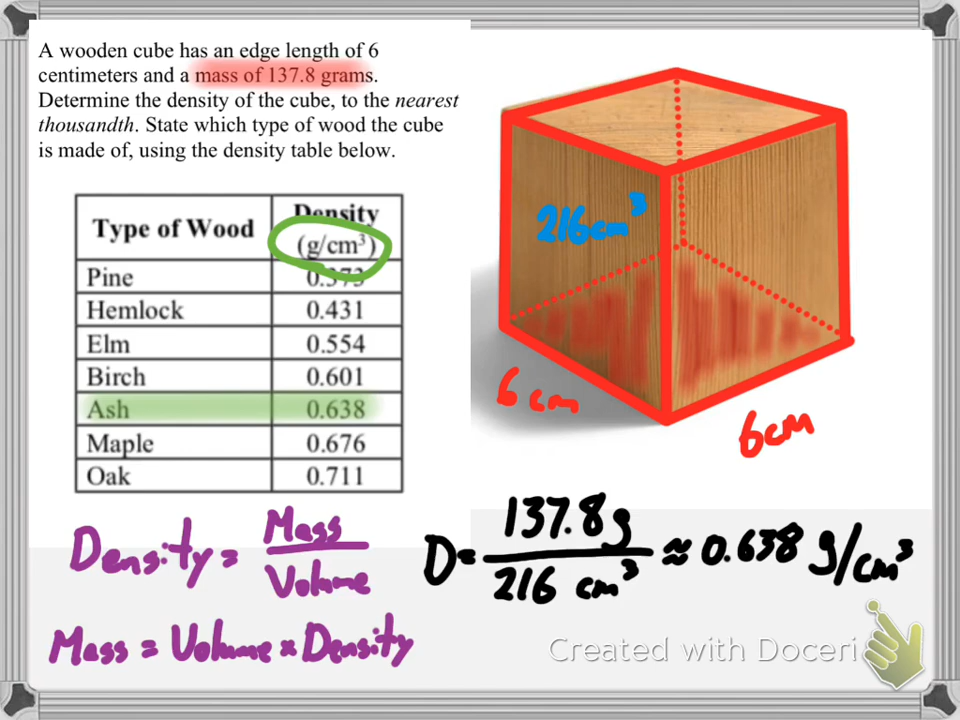 A wooden cube has an edge length of 6
centimeters and a mass of 137.8 grams.
Determine the density of the cube, to the nearest
thousandth. State which type of wood the cube
is made of, using the density table below.
Type of Wood Density
(g/cm³)
Pine 0.373
Hemlock 0.431
Elm 0.554
Birch 0.601
Ash 0.638
Maple 0.676
Oak 0.711
216cm³
6cm
6cm
Density = Mass / Volume
Mass = Volume × Density
D = 137.8g / 216 cm³ ≈ 0.638 g/cm³
Created with Doceri